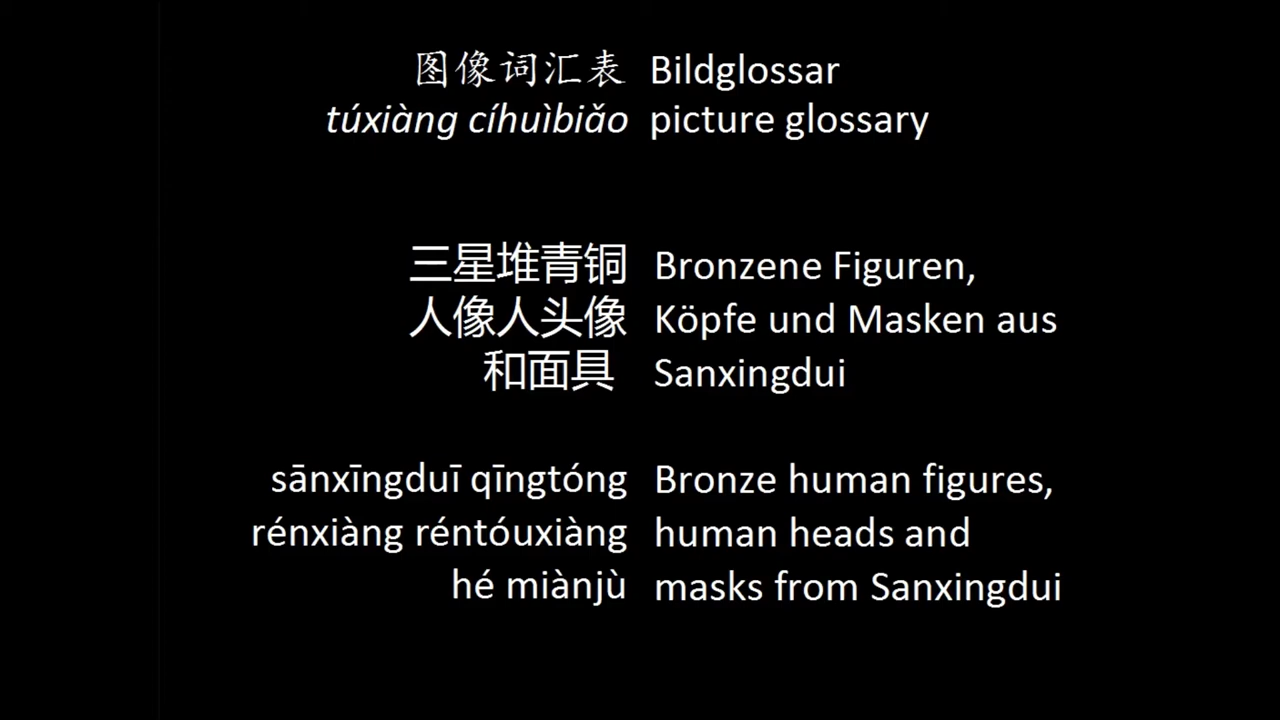 图像词汇表 Bildglossar
túxiàng cíhuìbiǎo picture glossary
三星堆青铜 Bronzene Figuren,
人像人头像 Köpfe und Masken aus
和面具 Sanxingdui
sānxīngduī qīngtóng Bronze human figures,
rénxiàng réntóuxiàng human heads and
hé miànjù masks from Sanxingdui